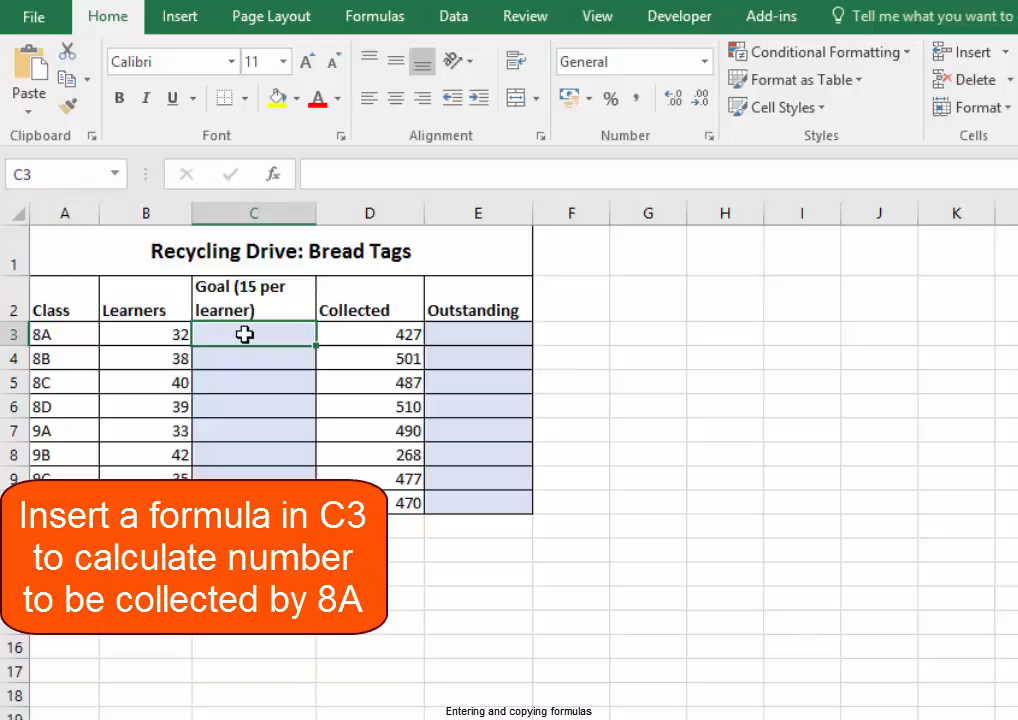 File Home Insert Page Layout Formulas Data Review View Developer Add-ins Tell me what you want to
Paste Calibri 11 A A General Conditional Formatting Insert
B I U A % , Format as Table Delete
Cell Styles Format
Clipboard Font Alignment Number Styles Cells
C3 fx
A B C D E F G H I J K
1 Recycling Drive: Bread Tags
Goal (15 per
2 Class Learners learner) Collected Outstanding
3 8A 32 427
4 8B 38 501
5 8C 40 487
6 8D 39 510
7 9A 33 490
8 9B 42 268
477
470
Insert a formula in C3
to calculate number
to be collected by 8A
16
17
18
Entering and copying formulas